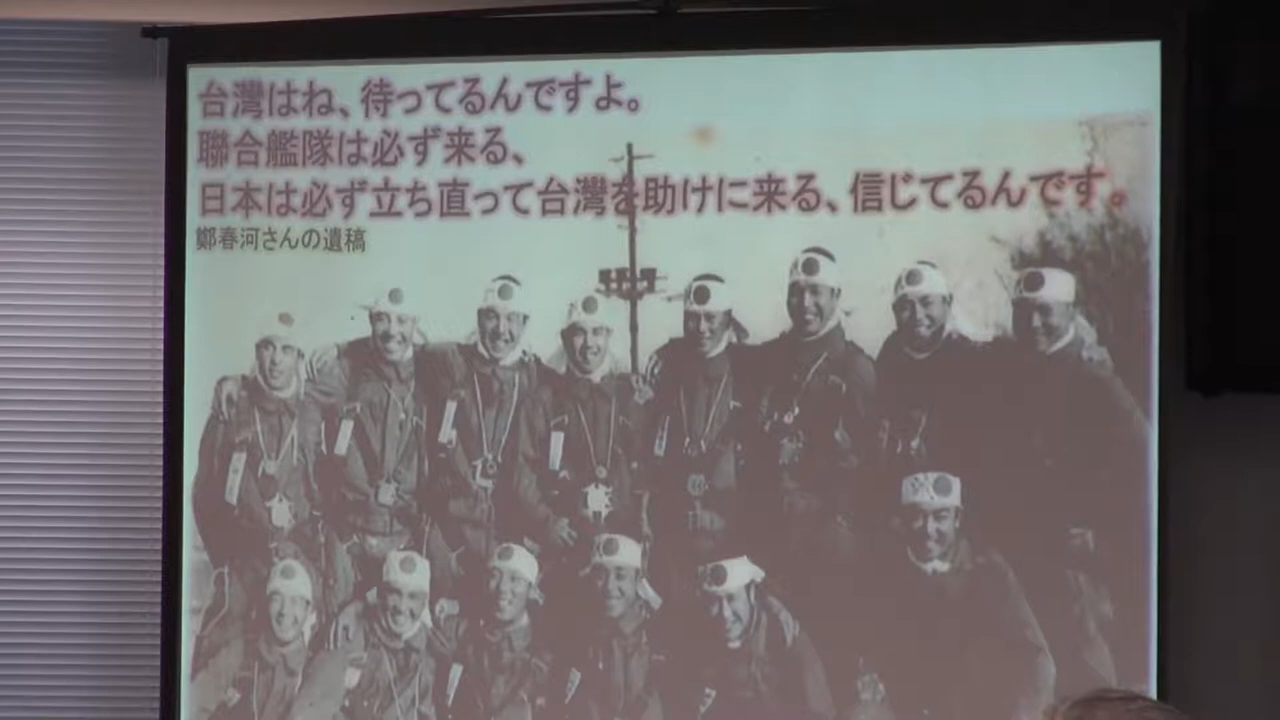 台灣はね、待ってるんですよ。
聯合艦隊は必ず来る、
日本は必ず立ち直って台灣を助けに来る、信じてるんです。
鄭春河さんの遺稿